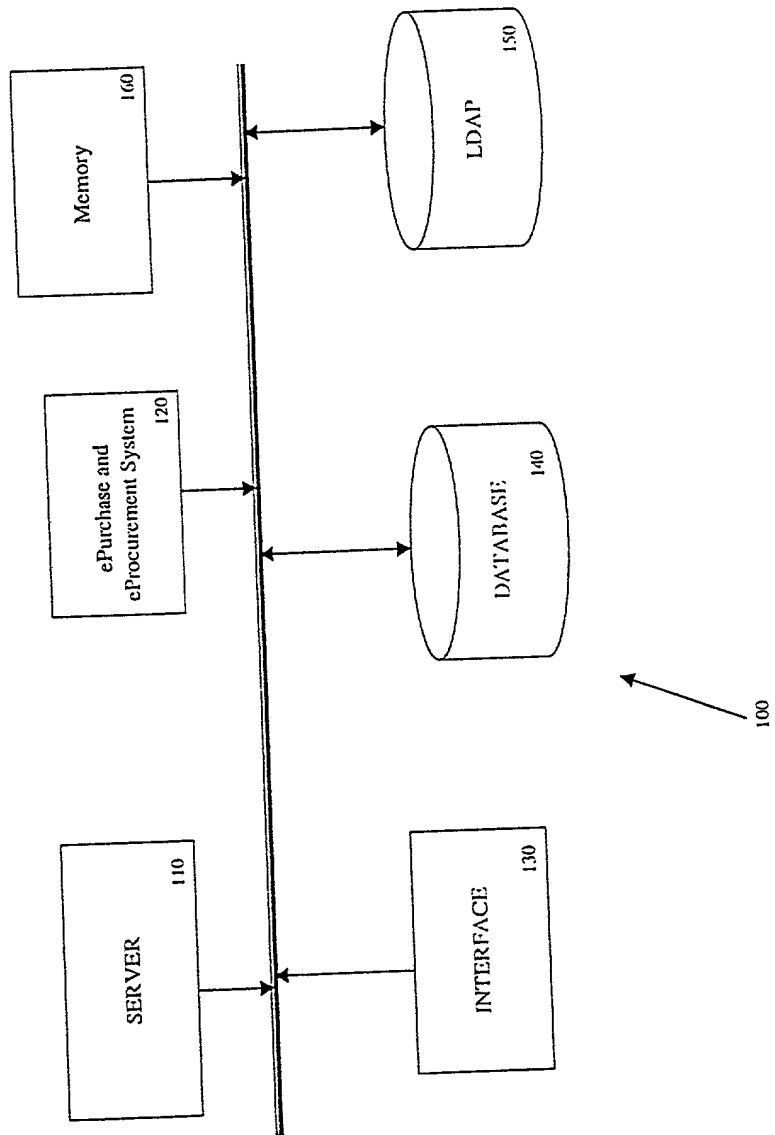 SERVER
110
ePurchase and
eProcurement System
120
Memory
160
INTERFACE
130
DATABASE
140
LDAP
150
100